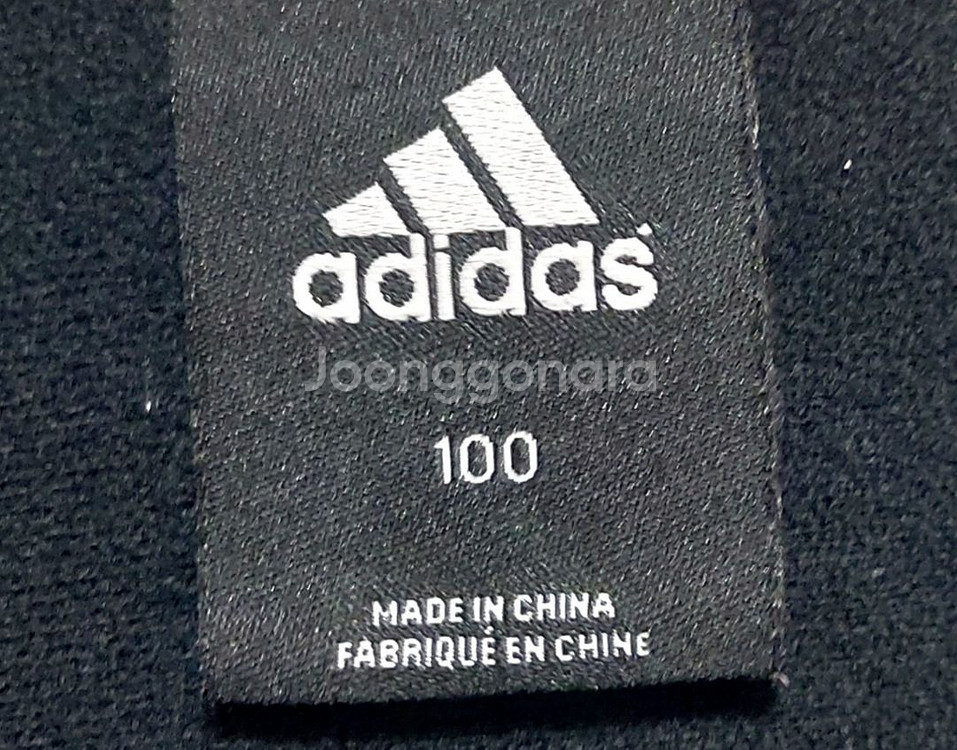 adidas
Joonggonara
100
MADE IN CHINA
FABRIQUÉ EN CHINE